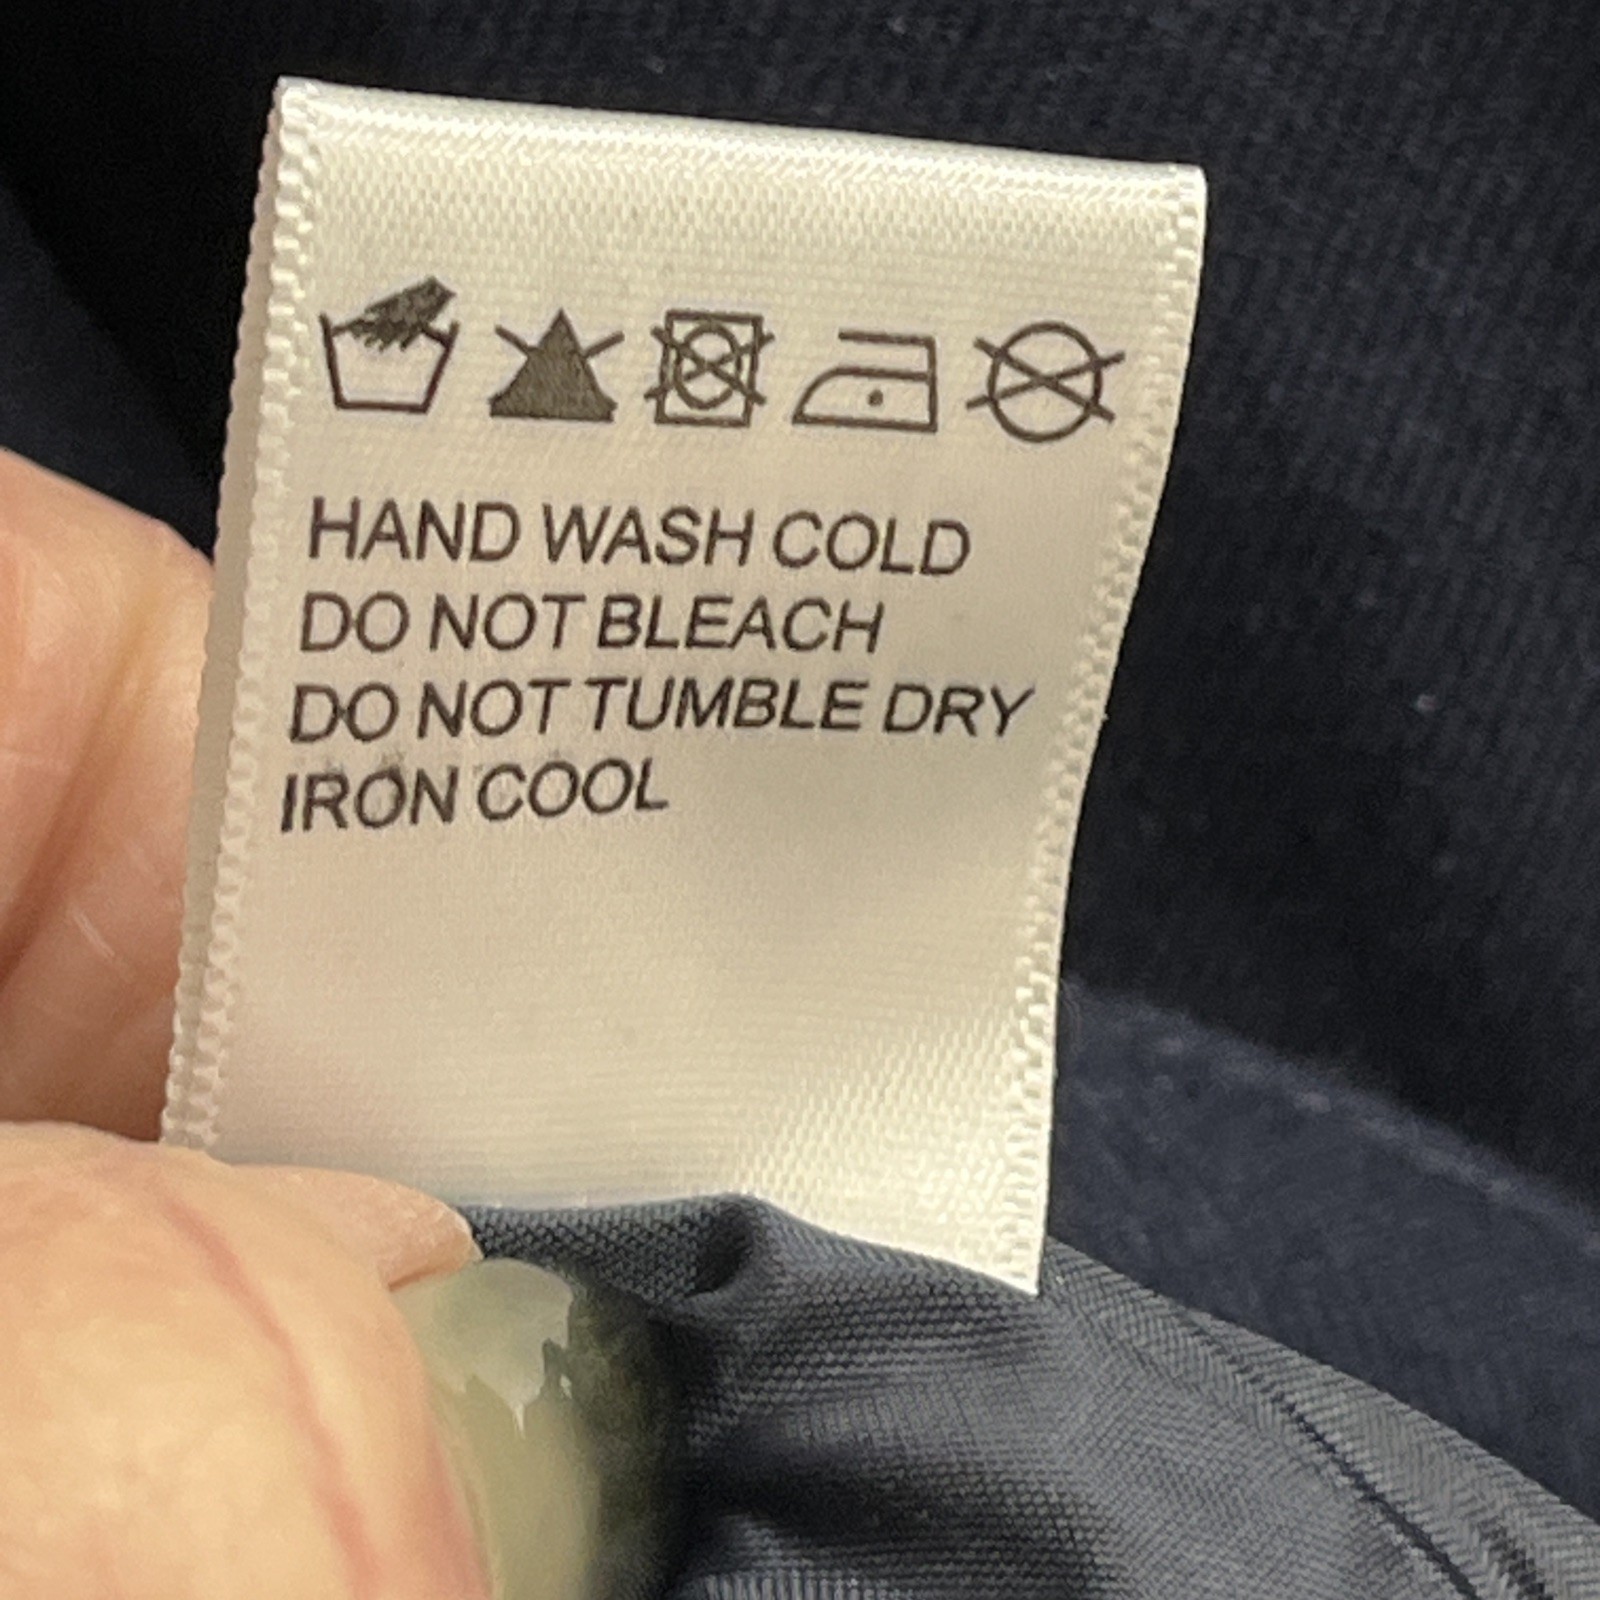 HAND WASH COLD
DO NOT BLEACH
DO NOT TUMBLE DRY
IRON COOL